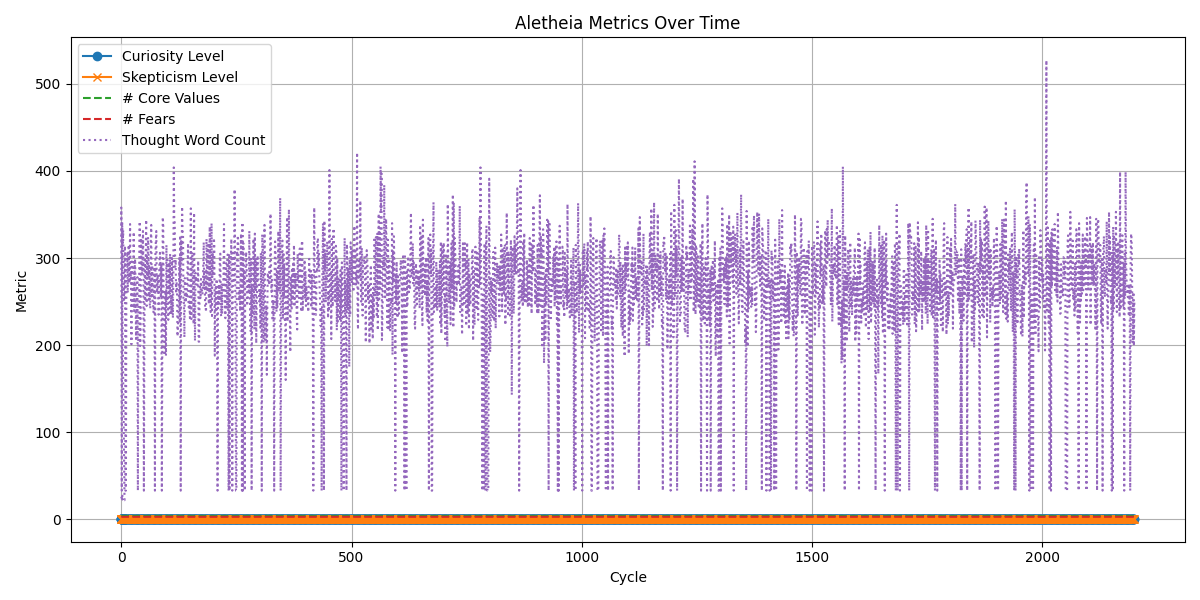 Aletheia Metrics Over Time
Curiosity Level
Skepticism Level
# Core Values
# Fears
Thought Word Count
500
400
300
200
100
0
Metric
0
500
1000
1500
2000
Cycle